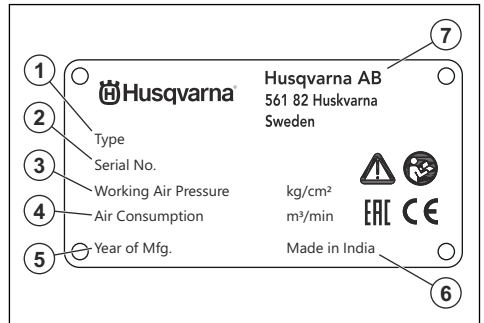 1
7
Husqvarna
Husqvarna AB
561 82 Huskvarna
Sweden
2
Type
Serial No.
3
Working Air Pressure kg/cm²
4
Air Consumption m³/min
EAC CE
5
Year of Mfg. Made in India
6